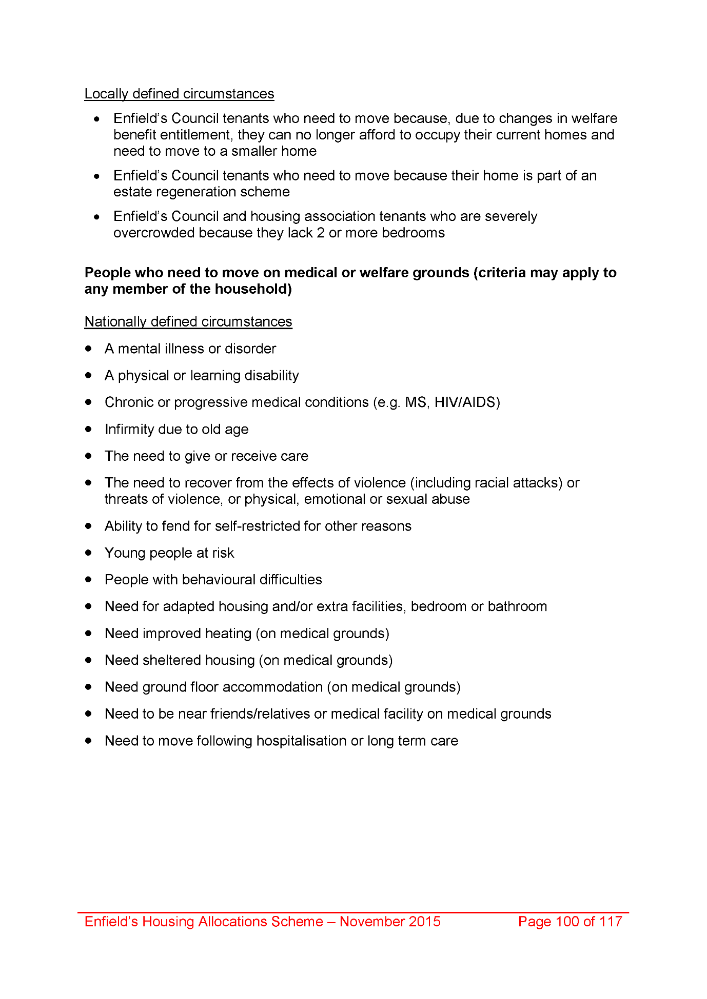 Locally defined circumstances
• Enfield’s Council tenants who need to move because, due to changes in welfare
benefit entitlement, they can no longer afford to occupy their current homes and
need to move to a smaller home
• Enfield’s Council tenants who need to move because their home is part of an
estate regeneration scheme
• Enfield’s Council and housing association tenants who are severely
overcrowded because they lack 2 or more bedrooms
People who need to move on medical or welfare grounds (criteria may apply to
any member of the household)
Nationally defined circumstances
• A mental illness or disorder
• A physical or learning disability
• Chronic or progressive medical conditions (e.g. MS, HIV/AIDS)
• Infirmity due to old age
• The need to give or receive care
• The need to recover from the effects of violence (including racial attacks) or
threats of violence, or physical, emotional or sexual abuse
• Ability to fend for self-restricted for other reasons
• Young people at risk
• People with behavioural difficulties
• Need for adapted housing and/or extra facilities, bedroom or bathroom
• Need improved heating (on medical grounds)
• Need sheltered housing (on medical grounds)
• Need ground floor accommodation (on medical grounds)
• Need to be near friends/relatives or medical facility on medical grounds
• Need to move following hospitalisation or long term care
Enfield’s Housing Allocations Scheme – November 2015 Page 100 of 117